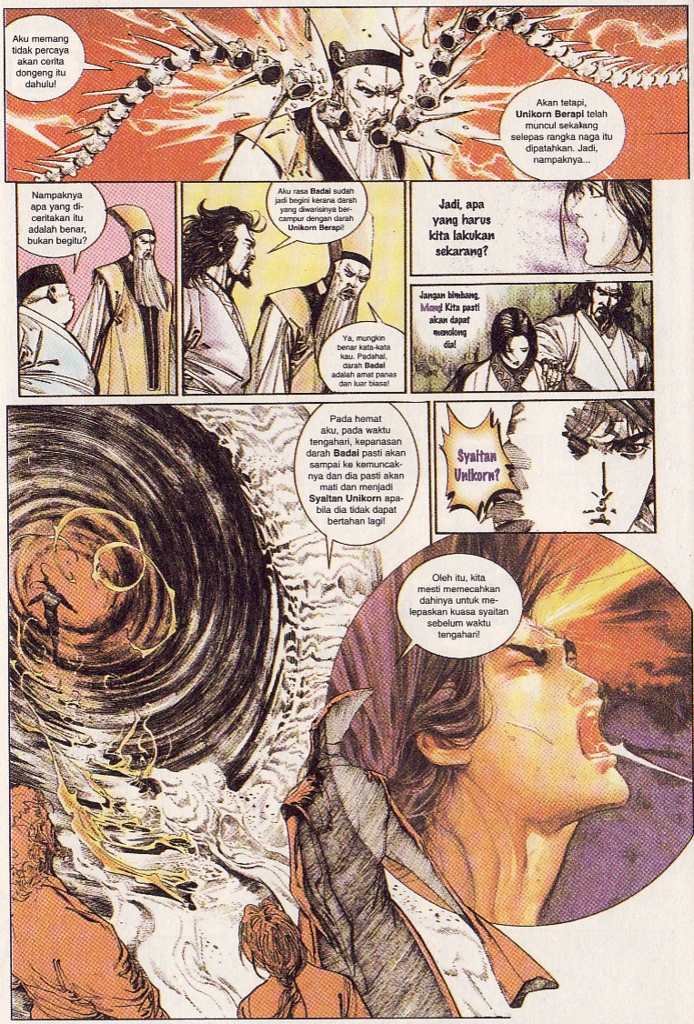 Aku memang
tidak percaya
akan cerita
dongeng itu
dahulu!
Akan tetapi,
Unikorn Berapi telah
muncul sekarang
selepas rangka naga itu
dipatahkan. Jadi,
nampaknya...
Nampaknya
apa yang di-
ceritakan itu
adalah benar,
bukan begitu?
Aku rasa Badai sudah
jadi begini kerana darah
yang diwarisinya ber-
campur dengan darah
Unikorn Berapi!
Ya, mungkin
benar kata-kata
kau. Padahal,
darah Badai
adalah amat panas
dan luar biasa!
Jadi, apa
yang harus
kita lakukan
sekarang?
Jangan bimbang,
Mong! Kita pasti
akan dapat
menolong
dia!
Pada hemat
aku, pada waktu
tengahari, kepanasan
darah Badai pasti akan
sampai ke kemuncak-
nya dan dia pasti akan
mati dan menjadi
Syaitan Unikorn apa-
bila dia tidak dapat
bertahan lagi!
Syaitan
Unikorn?
Oleh itu, kita
mesti memecahkan
dahinya untuk me-
lepaskan kuasa syaitan
sebelum waktu
tengahari!